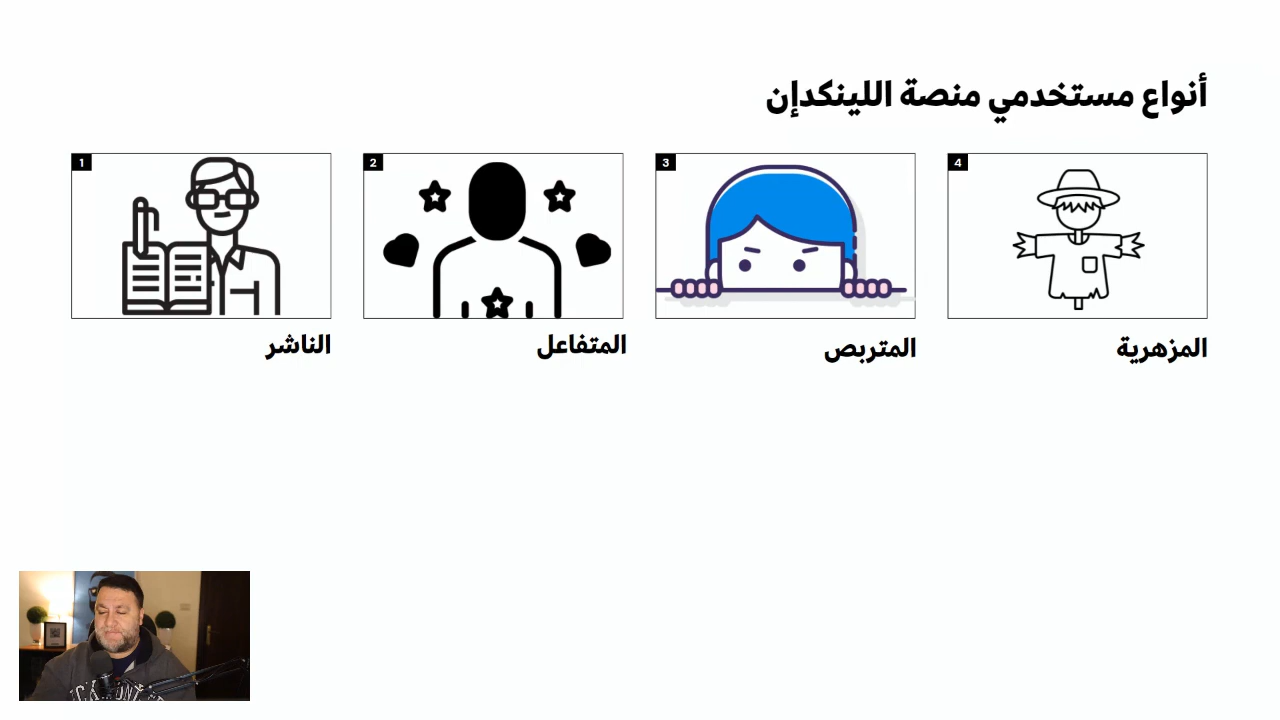 أنواع مستخدمي منصة اللينكدإن
1
الناشر
2
المتفاعل
3
المتربص
4
المزهرية